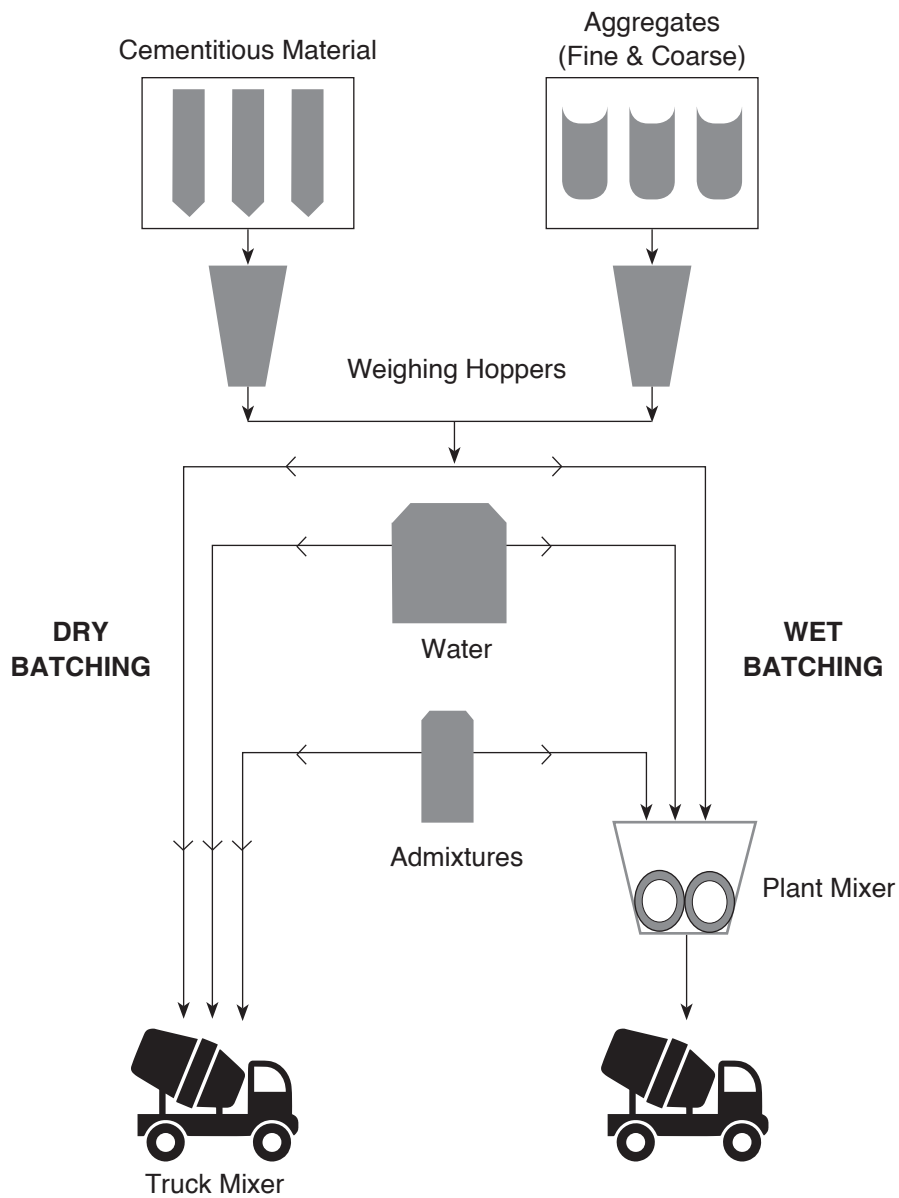 Cementitious Material
Aggregates
(Fine & Coarse)
Weighing Hoppers
DRY
BATCHING
Water
WET
BATCHING
Admixtures
Plant Mixer
Truck Mixer